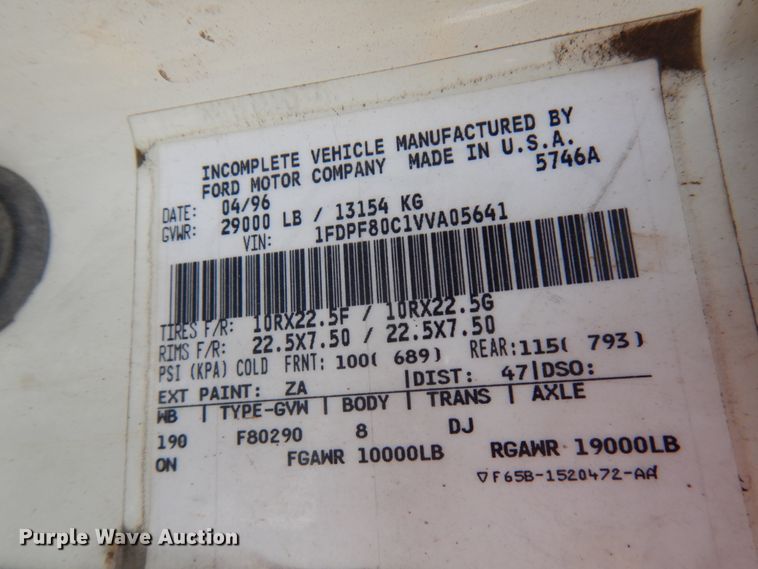 INCOMPLETE VEHICLE MANUFACTURED BY
FORD MOTOR COMPANY MADE IN U.S.A.
DATE: 04/96 5746A
GVWR: 29000 LB / 13154 KG
VIN: 1FDPF80C1VVA05641
TIRES F/R: 10RX22.5F / 10RX22.5G
RIMS F/R: 22.5X7.50 / 22.5X7.50
PSI (KPA) COLD FRNT: 100( 689) REAR:115( 793)
EXT PAINT: ZA |DIST: 47|DSO:
WB | TYPE-GVW | BODY | TRANS | AXLE
190 F80290 8 DJ
ON FGAWR 10000LB RGAWR 19000LB
▽F65B-1520472-AA
Purple Wave Auction